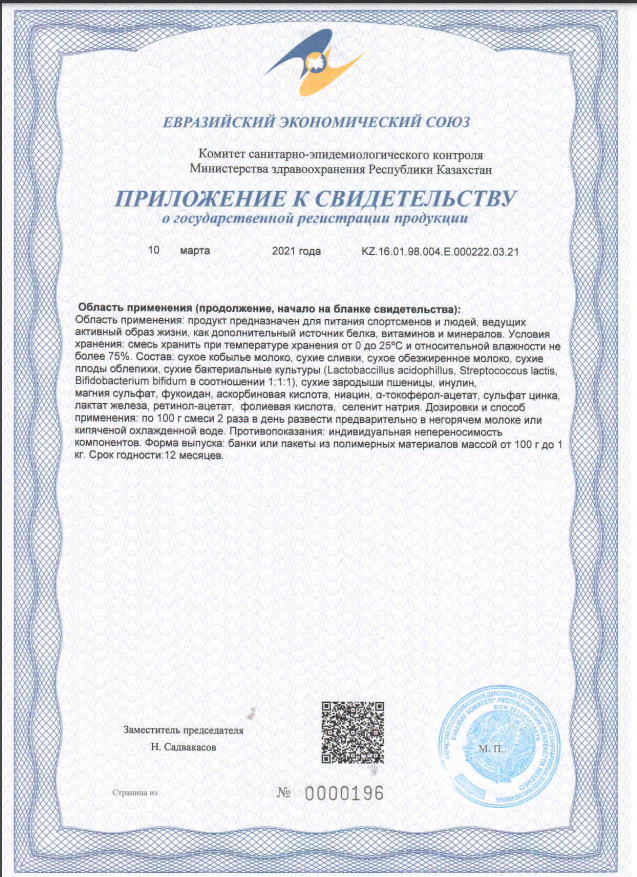 ЕВРАЗИЙСКИЙ ЭКОНОМИЧЕСКИЙ СОЮЗ
Комитет санитарно-эпидемиологического контроля
Министерства здравоохранения Республики Казахстан
ПРИЛОЖЕНИЕ К СВИДЕТЕЛЬСТВУ
о государственной регистрации продукции
10 марта 2021 года KZ.16.01.98.004.E.000222.03.21
Область применения (продолжение, начало на бланке свидетельства):
Область применения: продукт предназначен для питания спортсменов и людей, ведущих
активный образ жизни, как дополнительный источник белка, витаминов и минералов. Условия
хранения: смесь хранить при температуре хранения от 0 до 25ºС и относительной влажности не
более 75%. Состав: сухое кобылье молоко, сухие сливки, сухое обезжиренное молоко, сухие
плоды облепихи, сухие бактериальные культуры (Lactobaccillus acidophillus, Streptococcus lactis,
Bifidobacterium bifidum в соотношении 1:1:1), сухие зародыши пшеницы, инулин,
магния сульфат, фукоидан, аскорбиновая кислота, ниацин, α-токоферол-ацетат, сульфат цинка,
лактат железа, ретинол-ацетат, фолиевая кислота, селенит натрия. Дозировки и способ
применения: по 100 г смеси 2 раза в день развести предварительно в негорячем молоке или
кипяченой охлажденной воде. Противопоказания: индивидуальная непереносимость
компонентов. Форма выпуска: банки или пакеты из полимерных материалов массой от 100 г до 1
кг. Срок годности:12 месяцев.
Заместитель председателя
Н. Садвакасов
М. П.
Страница из
№ 0000196